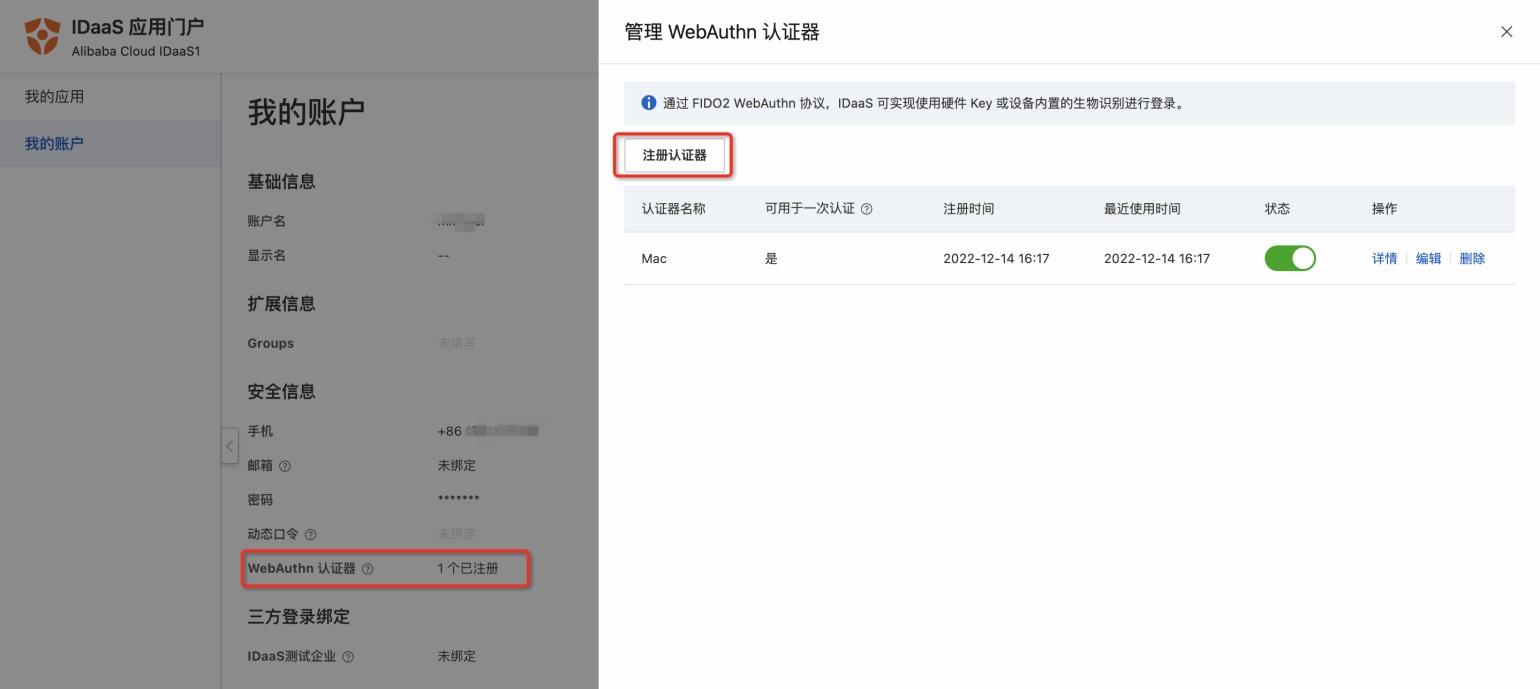 IDaaS 应用门户
Alibaba Cloud IDaaS1
我的应用
我的账户
我的账户
基础信息
账户名
显示名 --
扩展信息
Groups 未填写
安全信息
手机 +86
邮箱 未绑定
密码 *******
动态口令 未绑定
WebAuthn 认证器 1 个已注册
三方登录绑定
IDaaS测试企业 未绑定
管理 WebAuthn 认证器
通过 FIDO2 WebAuthn 协议，IDaaS 可实现使用硬件 Key 或设备内置的生物识别进行登录。
注册认证器
认证器名称 可用于一次认证 注册时间 最近使用时间 状态 操作
Mac 是 2022-12-14 16:17 2022-12-14 16:17 详情 编辑 删除